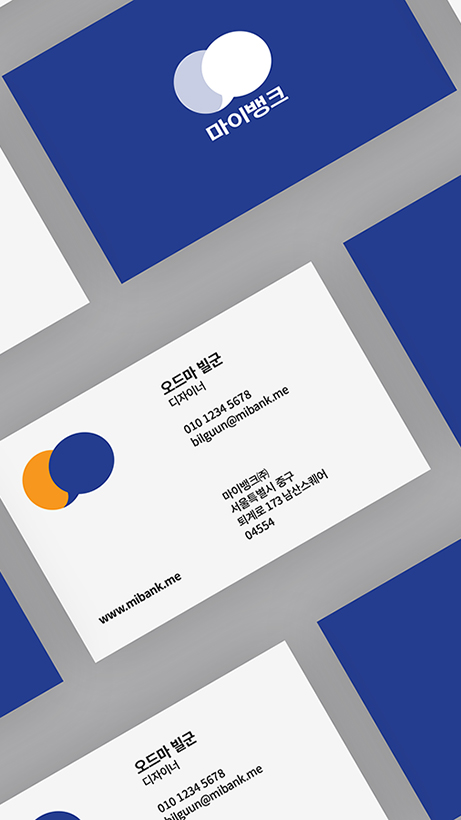 마이뱅크
오드마 빌군
디자이너
010 1234 5678
bilguun@mibank.me
마이뱅크㈜
서울특별시 중구
퇴계로 173 남산스퀘어
04554
www.mibank.me
오드마 빌군
디자이너
010 1234 5678
bilguun@mibank.me